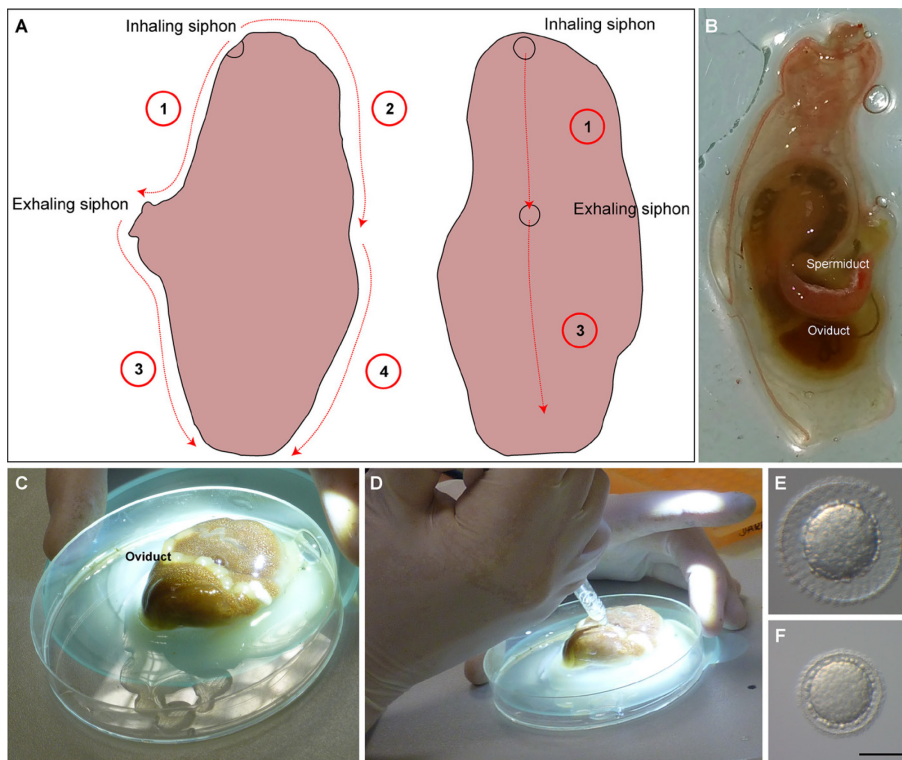 A
Inhaling siphon
Inhaling siphon
1
2
1
Exhaling siphon
Exhaling siphon
3
4
3
B
Spermiduct
Oviduct
C
Oviduct
D
E
F